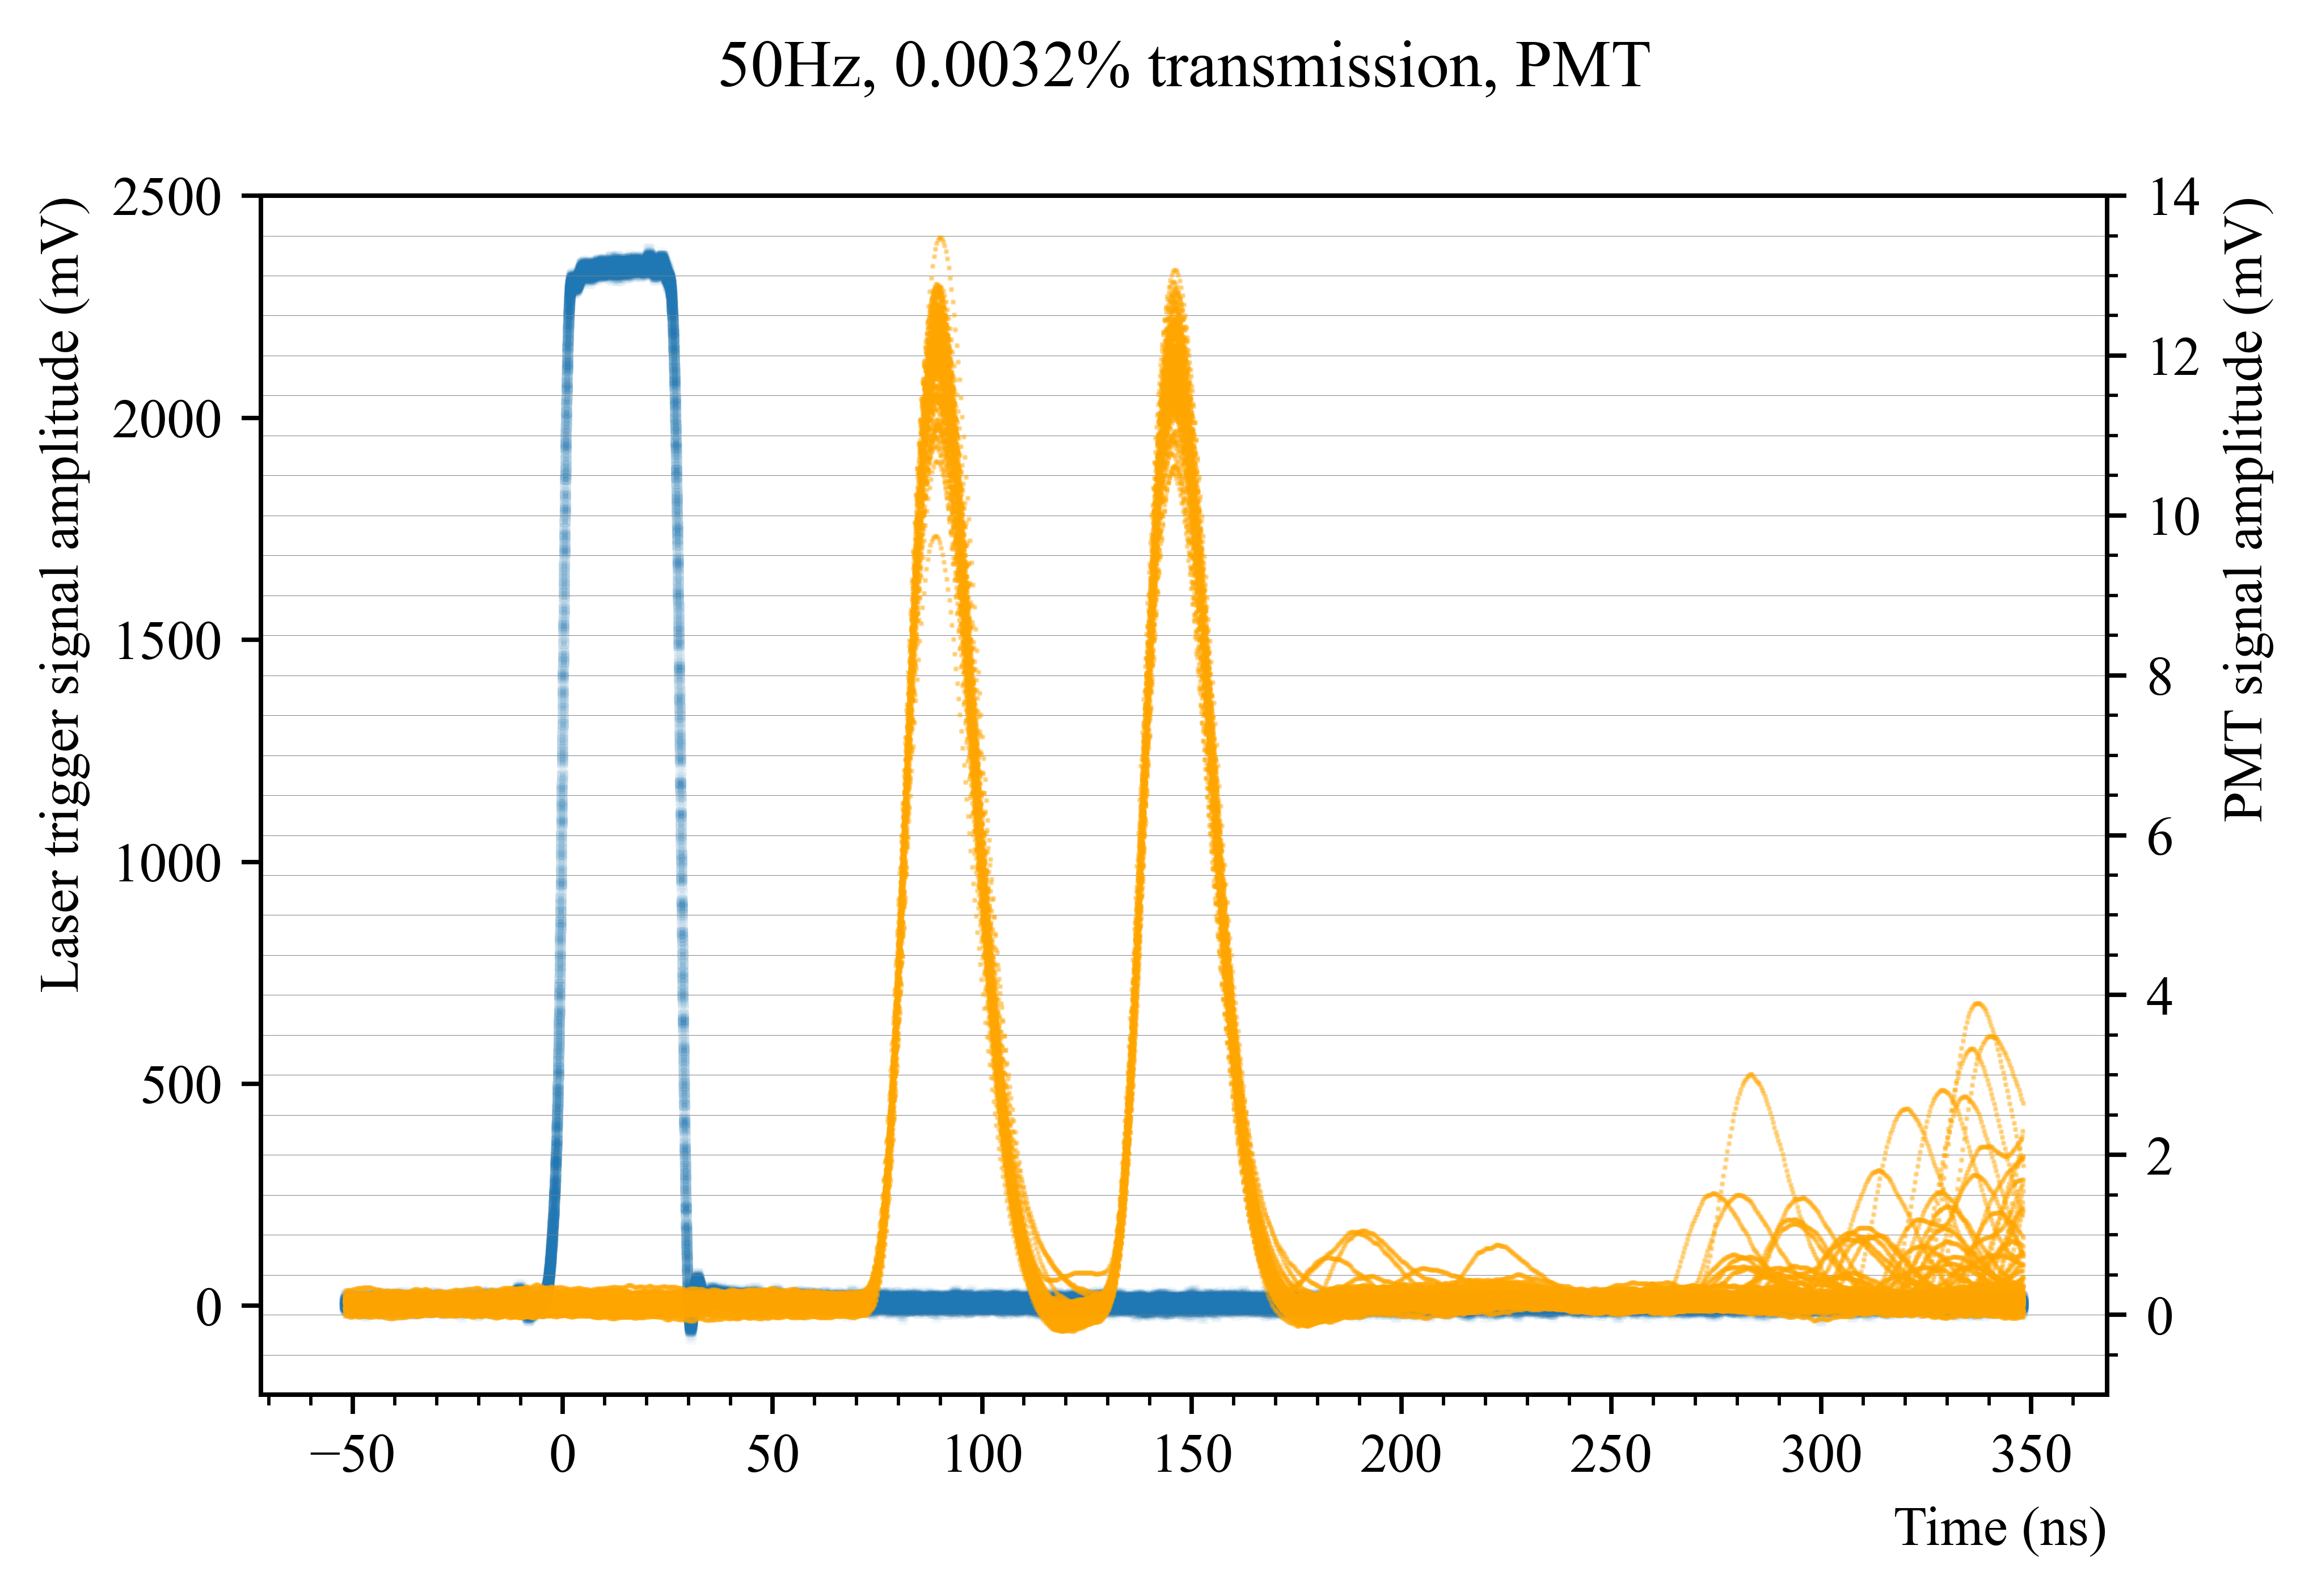 50Hz, 0.0032% transmission, PMT
Laser trigger signal amplitude (mV)
2500
2000
1500
1000
500
0
14
12
10
8
6
4
2
0
PMT signal amplitude (mV)
−50 0 50 100 150 200 250 300 350
Time (ns)